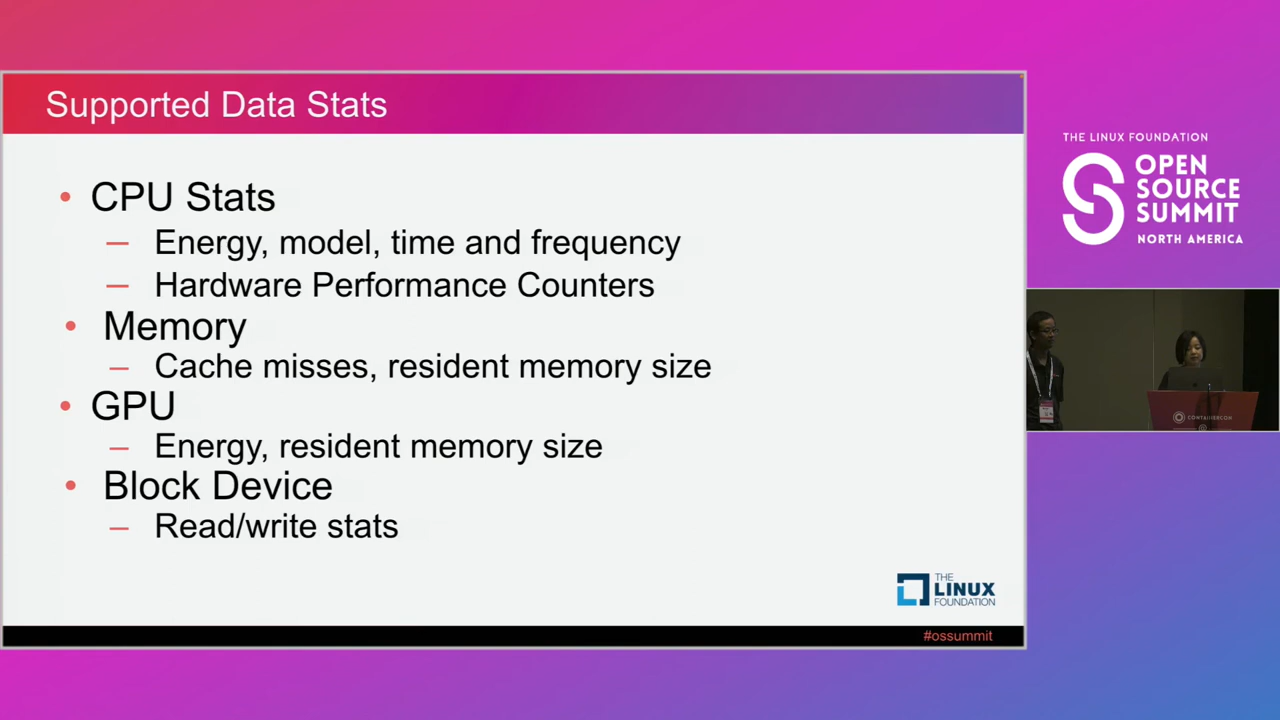 Supported Data Stats
• CPU Stats
– Energy, model, time and frequency
– Hardware Performance Counters
• Memory
– Cache misses, resident memory size
• GPU
– Energy, resident memory size
• Block Device
– Read/write stats
THE
LINUX
FOUNDATION
#ossummit
THE LINUX FOUNDATION
OPEN
SOURCE
SUMMIT
NORTH AMERICA
CONTAINERCON